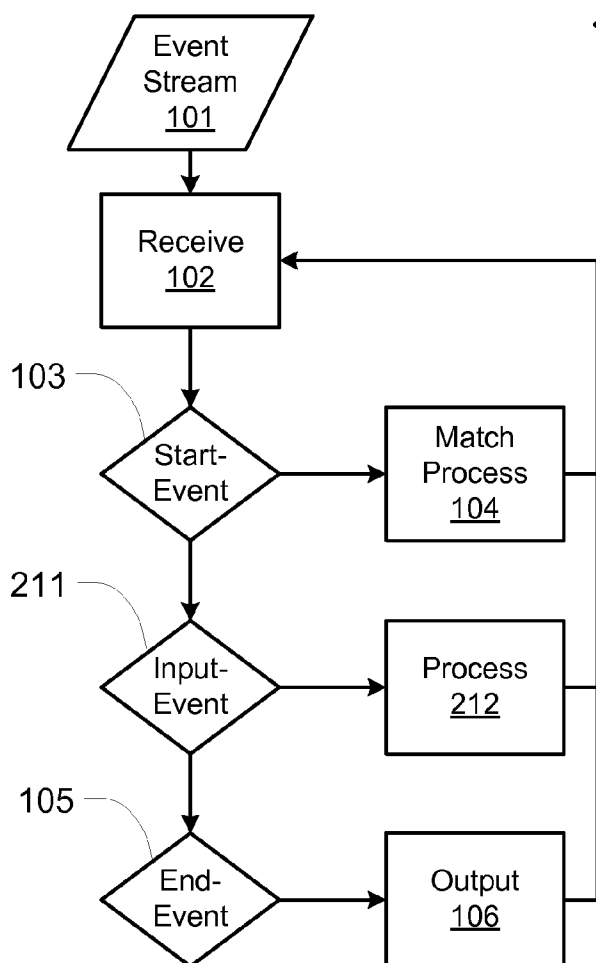 Event
Stream
101
Receive
102
103
Start-
Event
Match
Process
104
211
Input-
Event
Process
212
105
End-
Event
Output
106